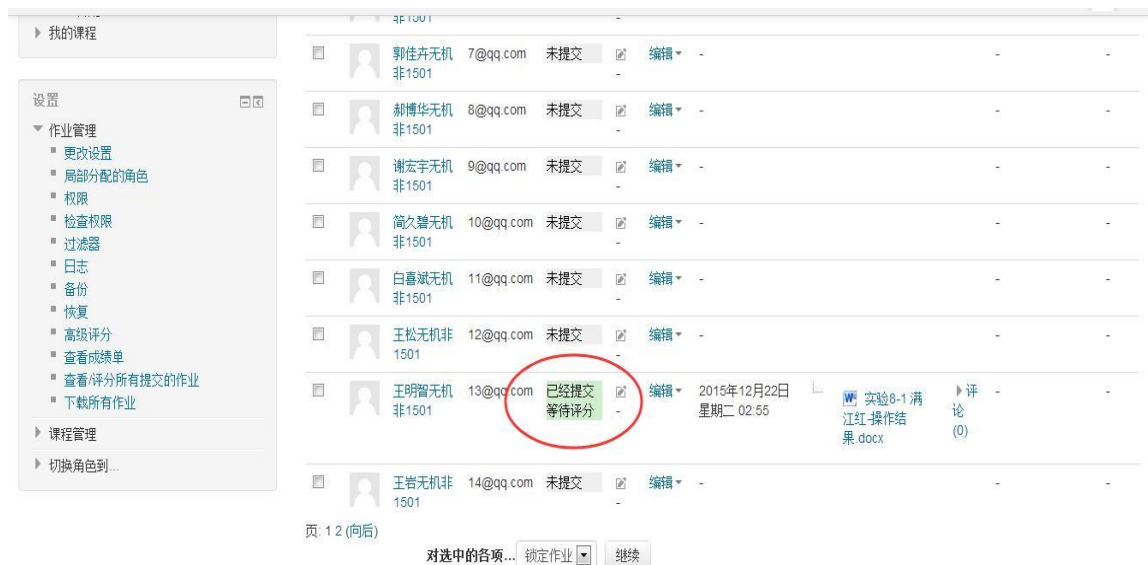 我的课程
设置
作业管理
更改设置
局部分配的角色
权限
检查权限
过滤器
日志
备份
恢复
高级评分
查看成绩单
查看/评分所有提交的作业
下载所有作业
课程管理
切换角色到...
非1501
-
郭佳卉无机 7@qq.com 未提交 编辑 - - -
非1501 -
郝博华无机 8@qq.com 未提交 编辑 - - -
非1501 -
谢宏宇无机 9@qq.com 未提交 编辑 - - -
非1501 -
简久碧无机 10@qq.com 未提交 编辑 - - -
非1501 -
白喜斌无机 11@qq.com 未提交 编辑 - - -
非1501 -
王松无机非 12@qq.com 未提交 编辑 - - -
1501 -
王明智无机 13@qq.com 已经提交 编辑 2015年12月22日 实验8-1 满 评 - -
非1501 等待评分 - 星期二 02:55 江红-操作结 论
果.docx (0)
王岩无机非 14@qq.com 未提交 编辑 - - -
1501 -
页: 1 2 (向后)
对选中的各项... 锁定作业 继续